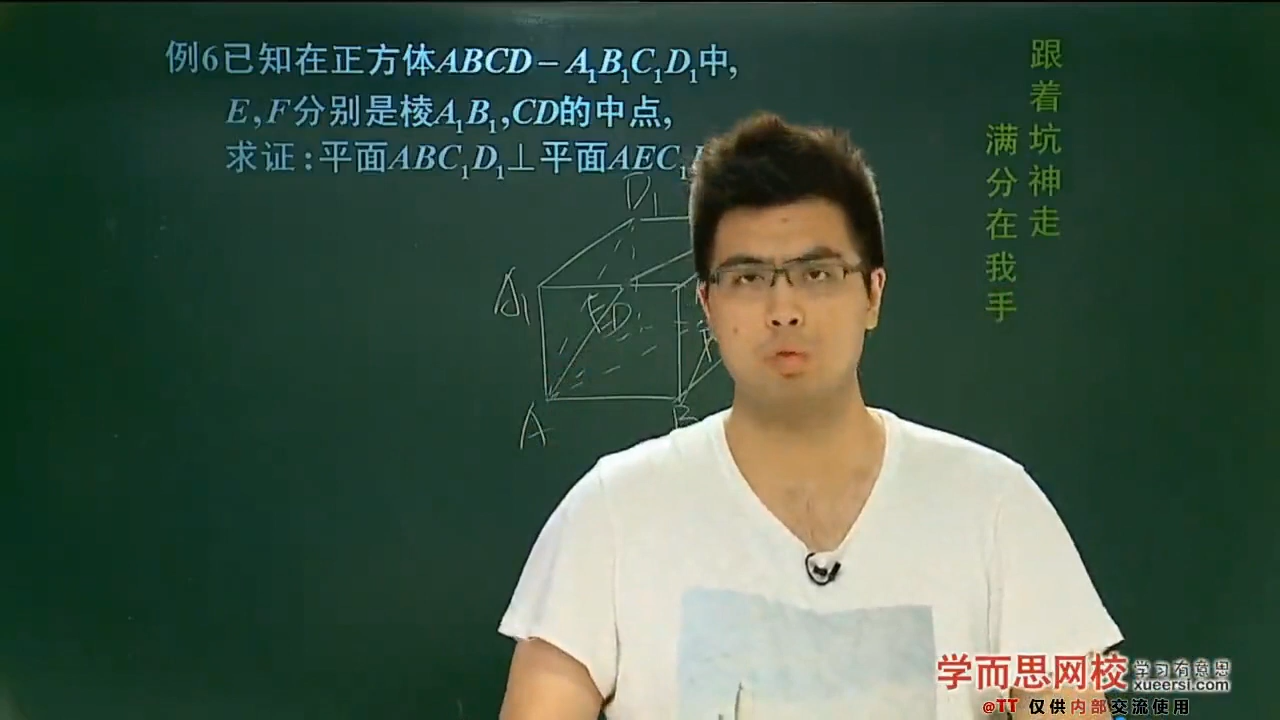 例6已知在正方体ABCD-A₁B₁C₁D₁中,
E,F分别是棱A₁B₁,CD的中点,
求证:平面ABC₁D₁⊥平面AEC₁
跟着坑神走
满分在我手
D₁
A₁
E D
A
B
学而思网校 学习有意思
xueersi.com
@TT 仅供内部交流使用